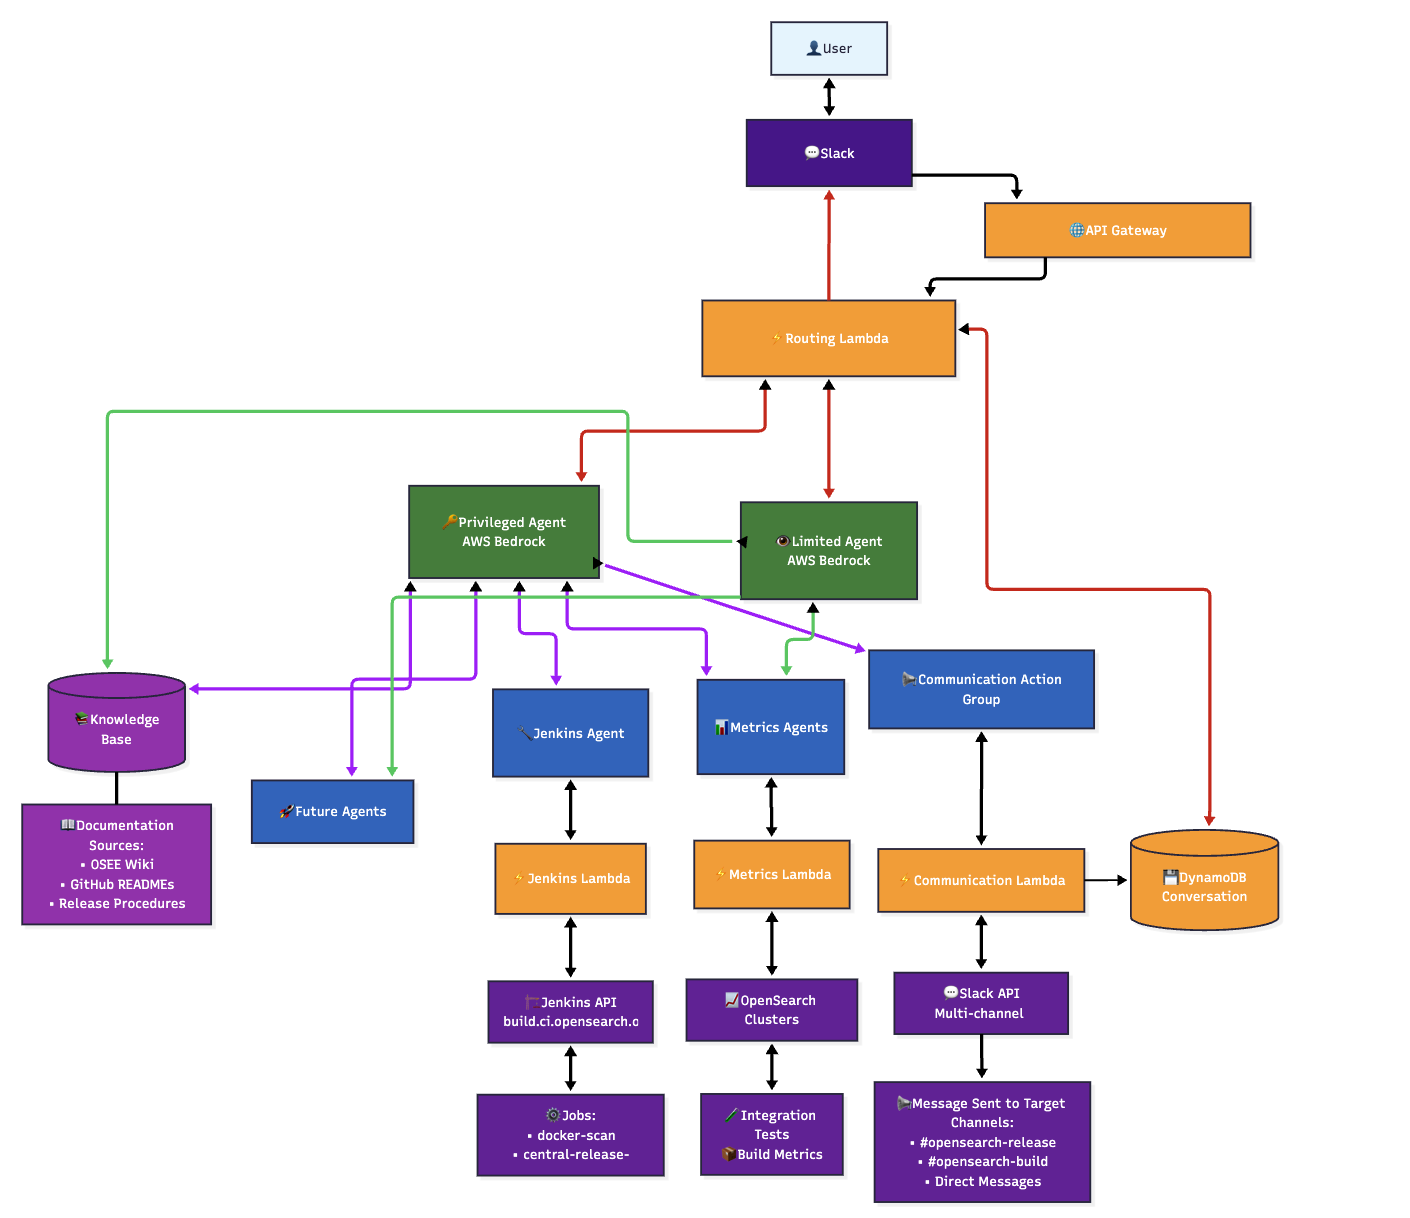 👤User
💬Slack
🌐API Gateway
⚡Routing Lambda
🔑Privileged Agent
AWS Bedrock
👁️Limited Agent
AWS Bedrock
📚Knowledge
Base
🔨Jenkins Agent
📊Metrics Agents
📢Communication Action
Group
🚀Future Agents
📖Documentation
Sources:
▪ OSEE Wiki
▪ GitHub READMEs
▪ Release Procedures
⚡Jenkins Lambda
⚡Metrics Lambda
⚡Communication Lambda
💾DynamoDB
Conversation
🏗️Jenkins API
build.ci.opensearch.o
📈OpenSearch
Clusters
💬Slack API
Multi-channel
⚙️Jobs:
▪ docker-scan
▪ central-release-
🧪Integration
Tests
📦Build Metrics
📢Message Sent to Target
Channels:
▪ #opensearch-release
▪ #opensearch-build
▪ Direct Messages